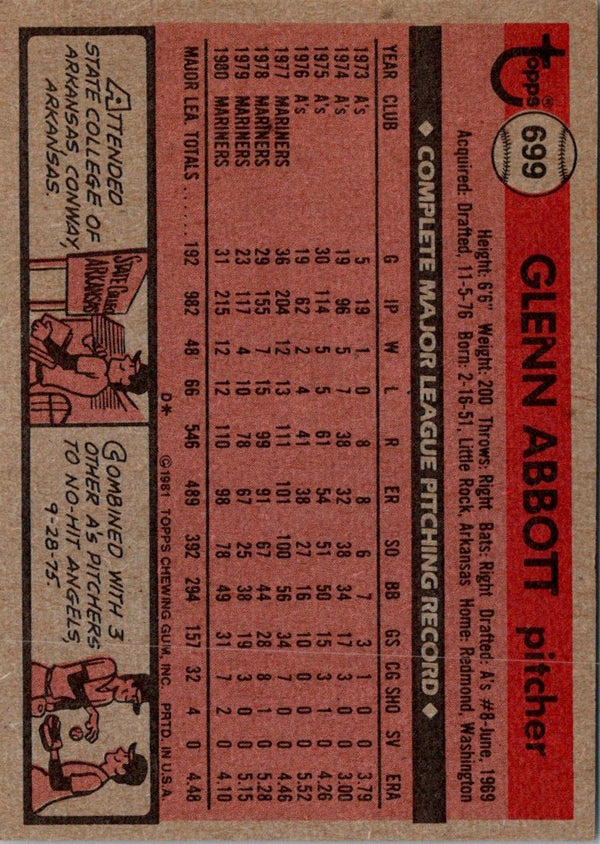 topps®
699
GLENN ABBOTT pitcher
Height: 6'6" Weight: 200 Throws: Right Bats: Right Drafted: A's #8-June, 1969
Acquired: Drafted, 11-5-76 Born: 2-16-51, Little Rock, Arkansas Home: Redmond, Washington
◆ COMPLETE MAJOR LEAGUE PITCHING RECORD ◆
YEAR CLUB G IP W L R ER SO BB GS CG SHO SV ERA
1973 A's 5 19 1 0 8 8 6 7 3 1 0 0 3.79
1974 A's 19 96 5 7 38 32 38 34 17 3 0 0 3.00
1975 A's 30 114 5 5 61 54 51 50 15 3 1 0 4.26
1976 A's 19 62 2 4 41 38 27 16 10 0 0 0 5.52
1977 MARINERS 36 204 12 13 111 101 100 56 34 7 0 0 4.46
1978 MARINERS 29 155 7 15 99 91 67 44 28 8 1 0 5.28
1979 MARINERS 23 117 4 10 78 67 25 38 19 3 0 0 5.15
1980 MARINERS 31 215 12 12 110 98 78 49 31 7 2 0 4.10
MAJOR LEA. TOTALS ...... 192 982 48 66 546 489 392 294 157 32 4 0 4.48
D* ©1981 TOPPS CHEWING GUM, INC. PRTD. IN U.S.A.
ATTENDED
STATE COLLEGE OF
ARKANSAS, CONWAY,
ARKANSAS.
STATE COLLEGE
ARKANSAS
COMBINED WITH 3
OTHER A'S PITCHERS
TO NO-HIT ANGELS,
9-28-75.